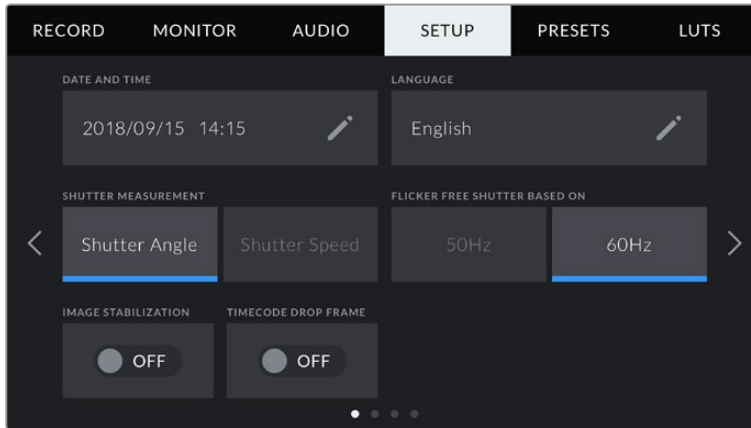 RECORD MONITOR AUDIO SETUP PRESETS LUTS
DATE AND TIME LANGUAGE
2018/09/15 14:15 English
SHUTTER MEASUREMENT FLICKER FREE SHUTTER BASED ON
Shutter Angle Shutter Speed 50Hz 60Hz
IMAGE STABILIZATION TIMECODE DROP FRAME
OFF OFF